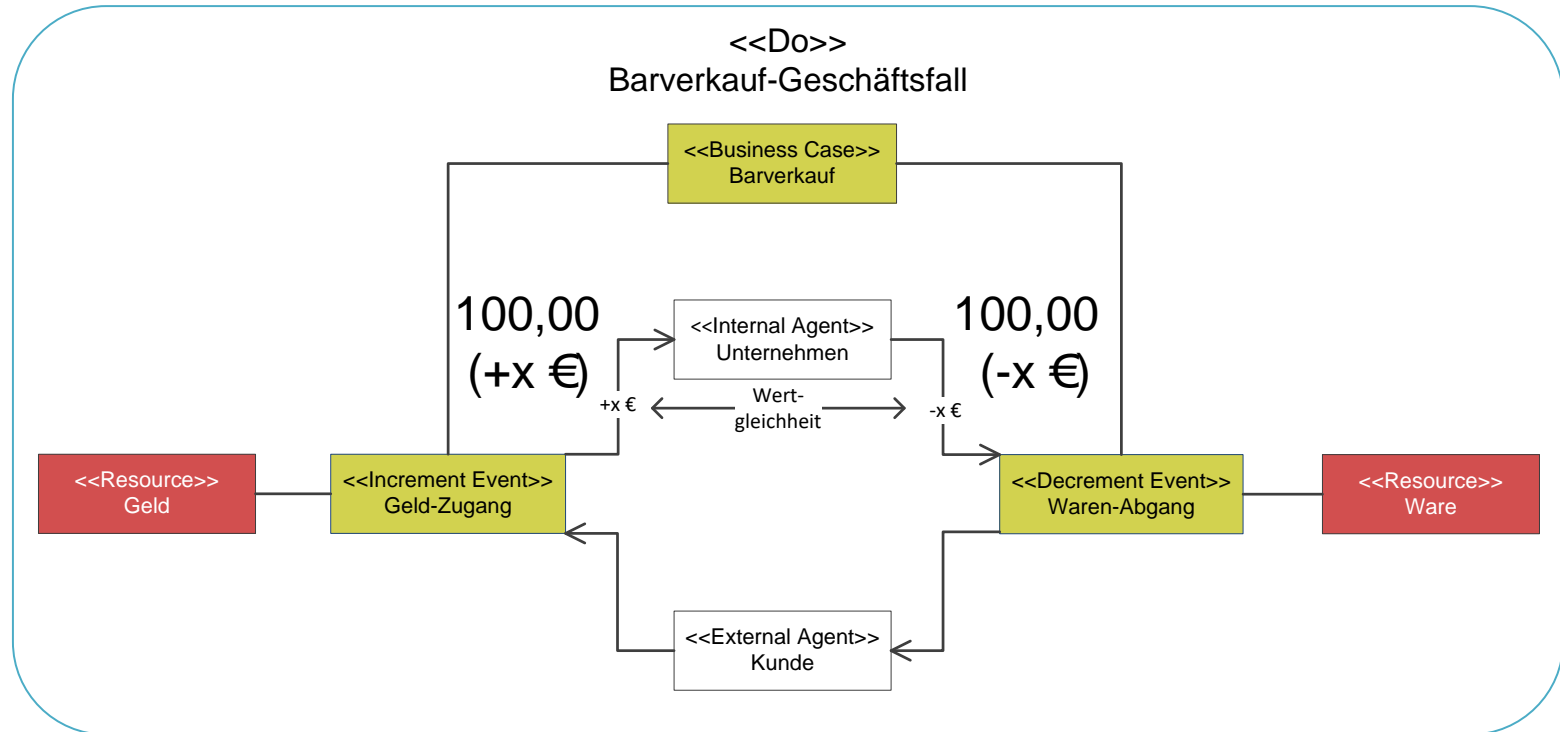 <<Do>>
Barverkauf-Geschäftsfall
<<Business Case>>
Barverkauf
100,00
(+x €)
<<Internal Agent>>
Unternehmen
100,00
(-x €)
+x €
Wert-
gleichheit
-x €
<<Resource>>
Geld
<<Increment Event>>
Geld-Zugang
<<Decrement Event>>
Waren-Abgang
<<Resource>>
Ware
<<External Agent>>
Kunde